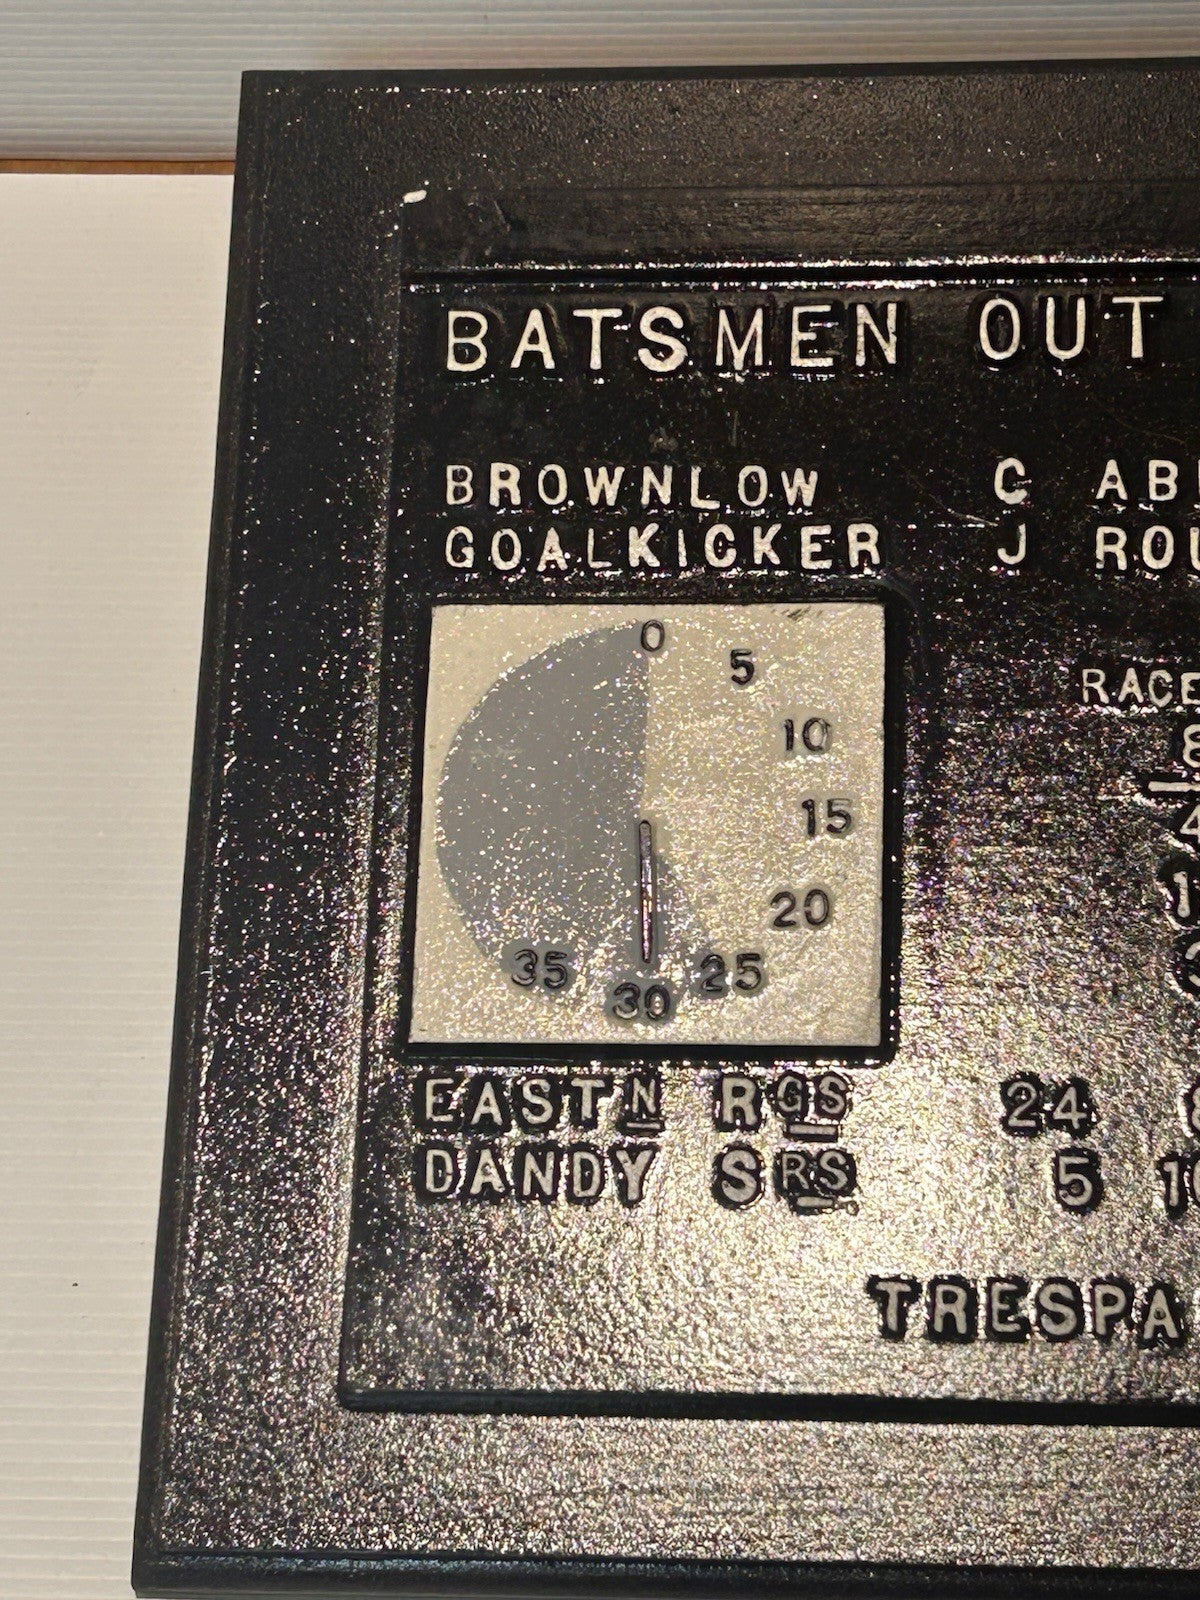 BATSMEN OUT
BROWNLOW C
GOALKICKER J
0
5
10
15
20
25
30
35
RACE
EASTN RGS 24
DANDY SRS 5